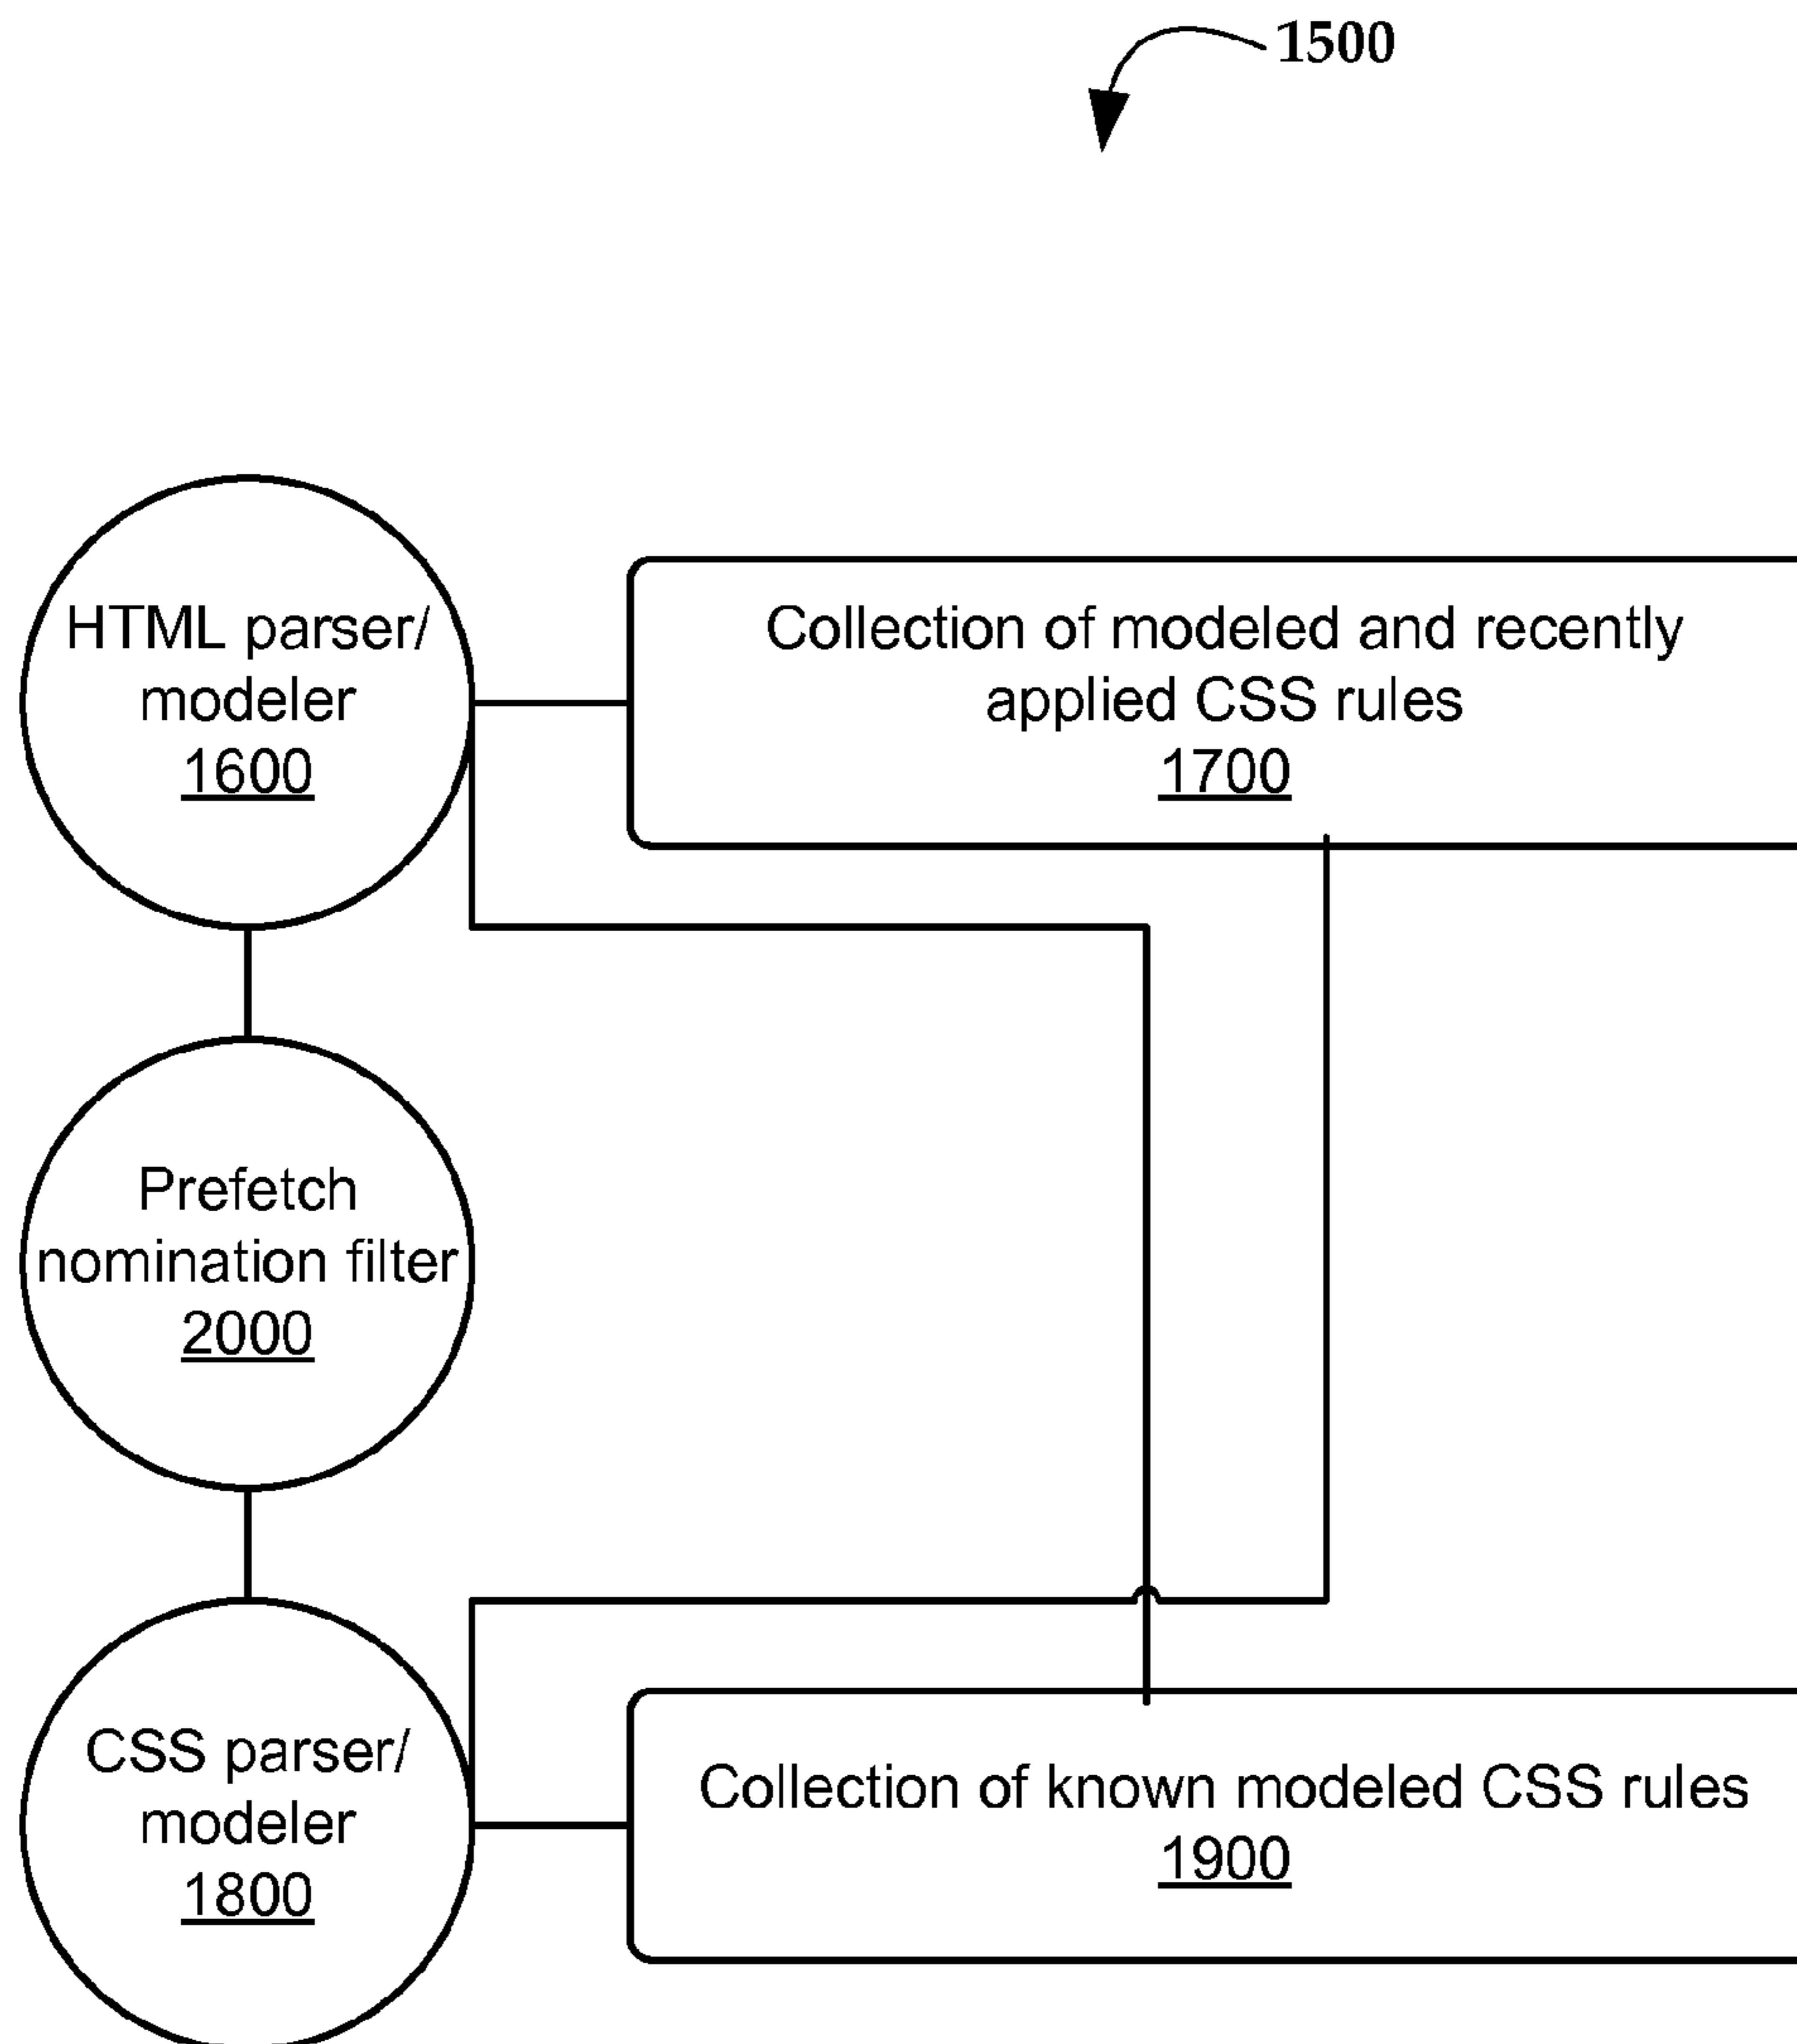 1500
HTML parser/
modeler
1600
Collection of modeled and recently
applied CSS rules
1700
Prefetch
nomination filter
2000
CSS parser/
modeler
1800
Collection of known modeled CSS rules
1900